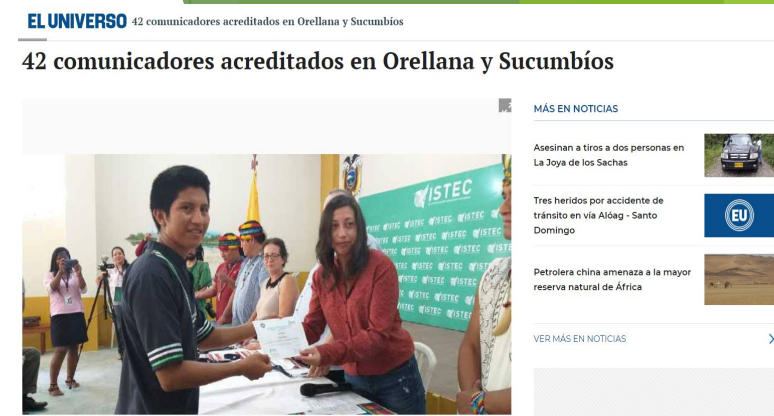 EL UNIVERSO 42 comunicadores acreditados en Orellana y Sucumbíos
42 comunicadores acreditados en Orellana y Sucumbíos
ISTEC
MÁS EN NOTICIAS
Asesinan a tiros a dos personas en
La Joya de los Sachas
Tres heridos por accidente de
tránsito en vía Alóag - Santo
Domingo
EU
Petrolera china amenaza a la mayor
reserva natural de África
VER MÁS EN NOTICIAS